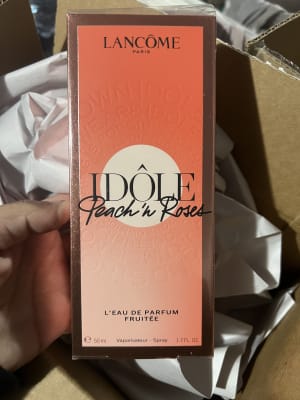 LANCÔME
PARIS
IDÔLE
Peach 'n Roses
L'EAU DE PARFUM
FRUITÉE
℮ 50ml Vaporisateur - Spray 1.7 FL OZ